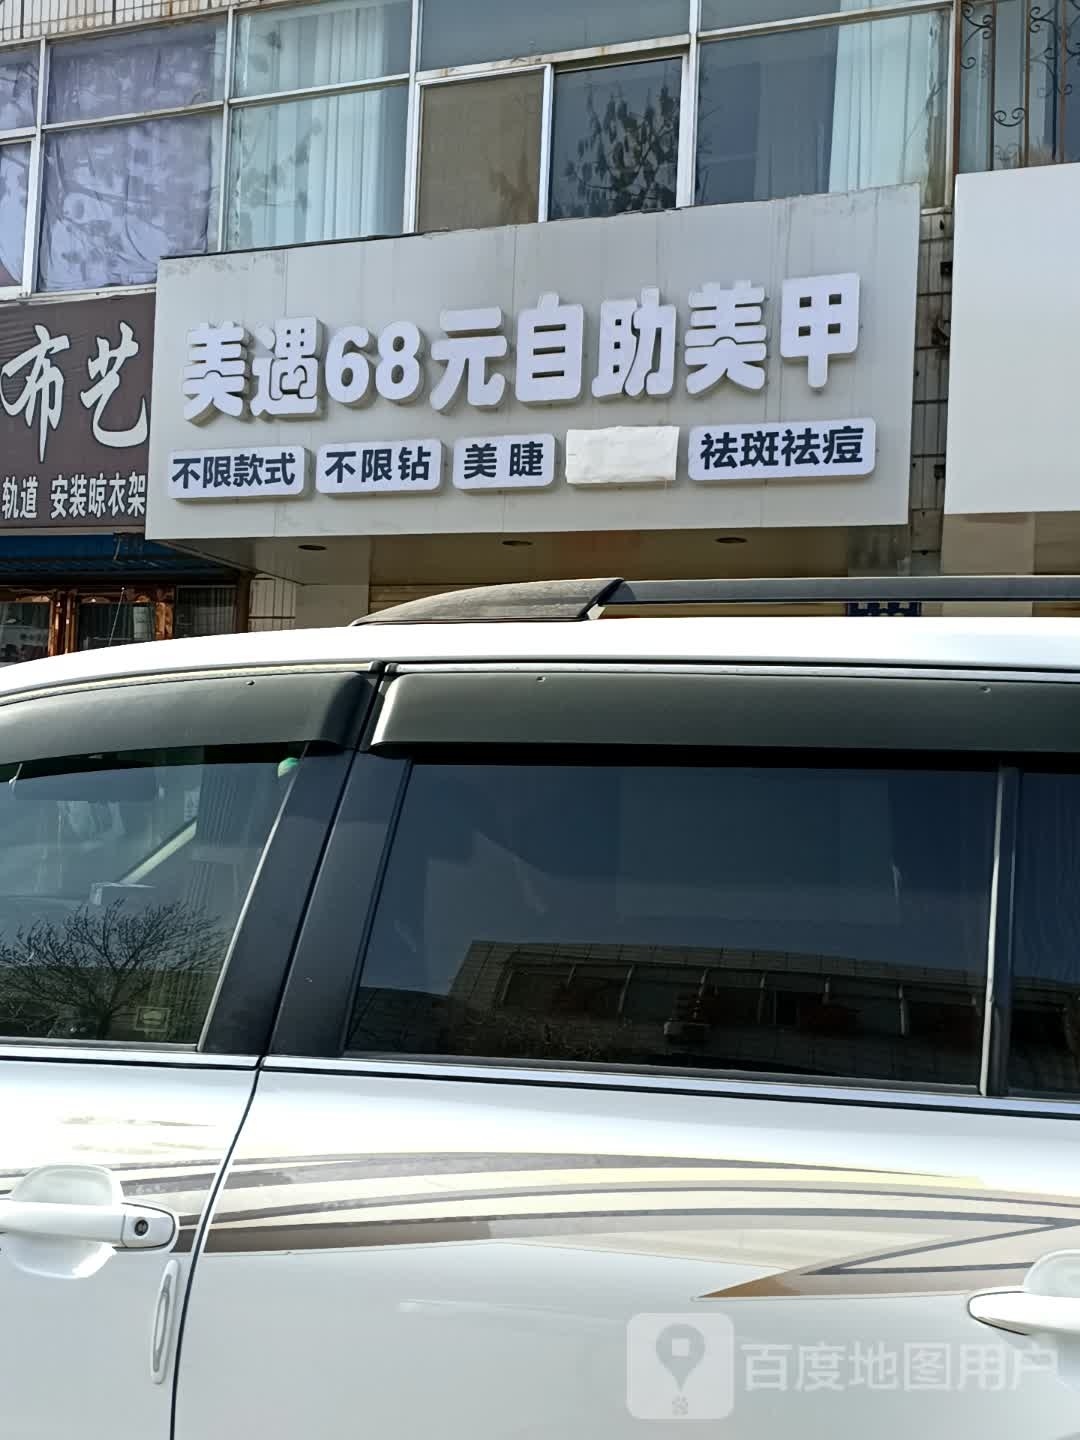 美遇68元自助美甲
不限款式 不限钻 美睫 祛斑祛痘
布艺
轨道 安装晾衣架
百度地图用户